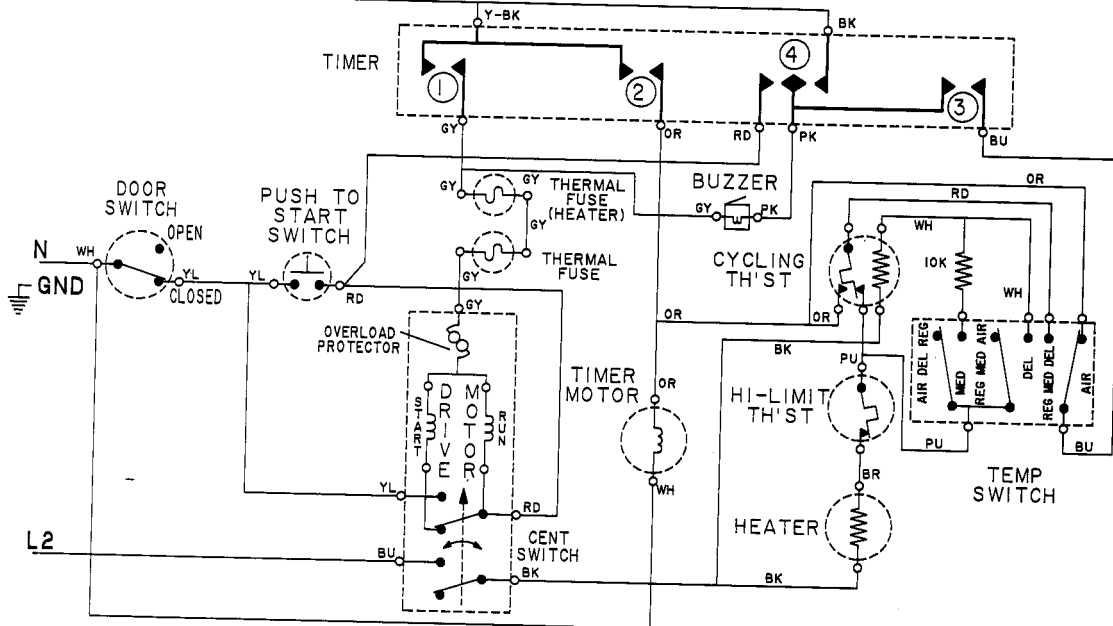 Y-BK
BK
TIMER
1
2
4
3
GY
OR
RD
PK
BU
DOOR
SWITCH
OPEN
PUSH TO
START
SWITCH
GY
GY
THERMAL
FUSE
(HEATER)
BUZZER
GY
PK
OR
RD
WH
N
WH
YL
CLOSED
YL
RD
GY
GY
THERMAL
FUSE
CYCLING
TH'ST
10K
WH
GND
GY
OVERLOAD
PROTECTOR
OR
OR
BK
PU
AIR DEL REG
MED
REG MED AIR
DEL
REG MED DEL
AIR
TIMER
MOTOR
OR
HI-LIMIT
TH'ST
START
DRIVE
MOTOR
RUN
PU
BU
TEMP
SWITCH
YL
RD
WH
BR
HEATER
L2
BU
CENT
SWITCH
BK
BK